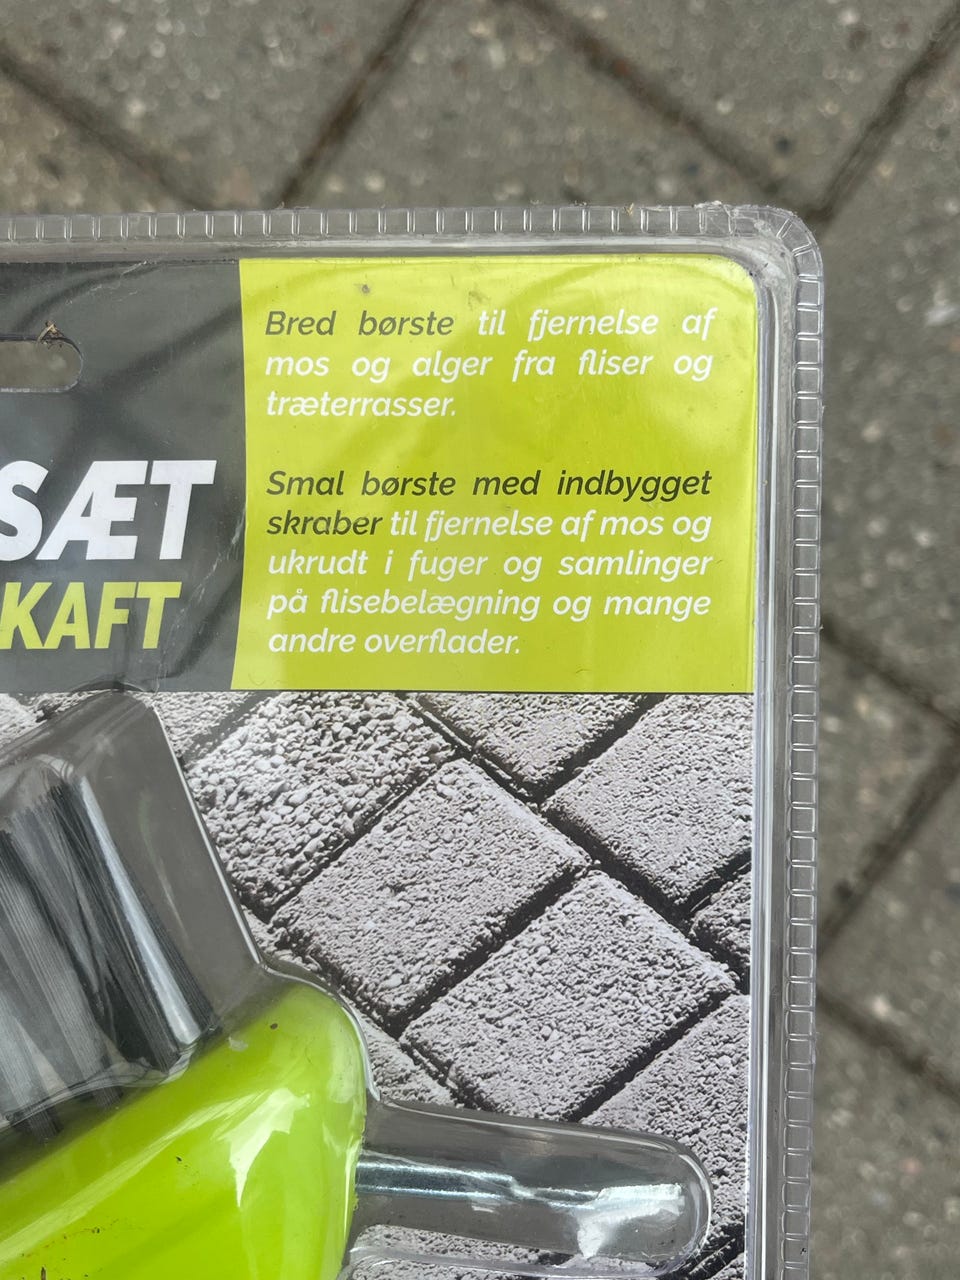 Bred børste til fjernelse af
mos og alger fra fliser og
træterrasser.
Smal børste med indbygget
skraber til fjernelse af mos og
ukrudt i fuger og samlinger
på flisebelægning og mange
andre overflader.
SÆT
KAFT